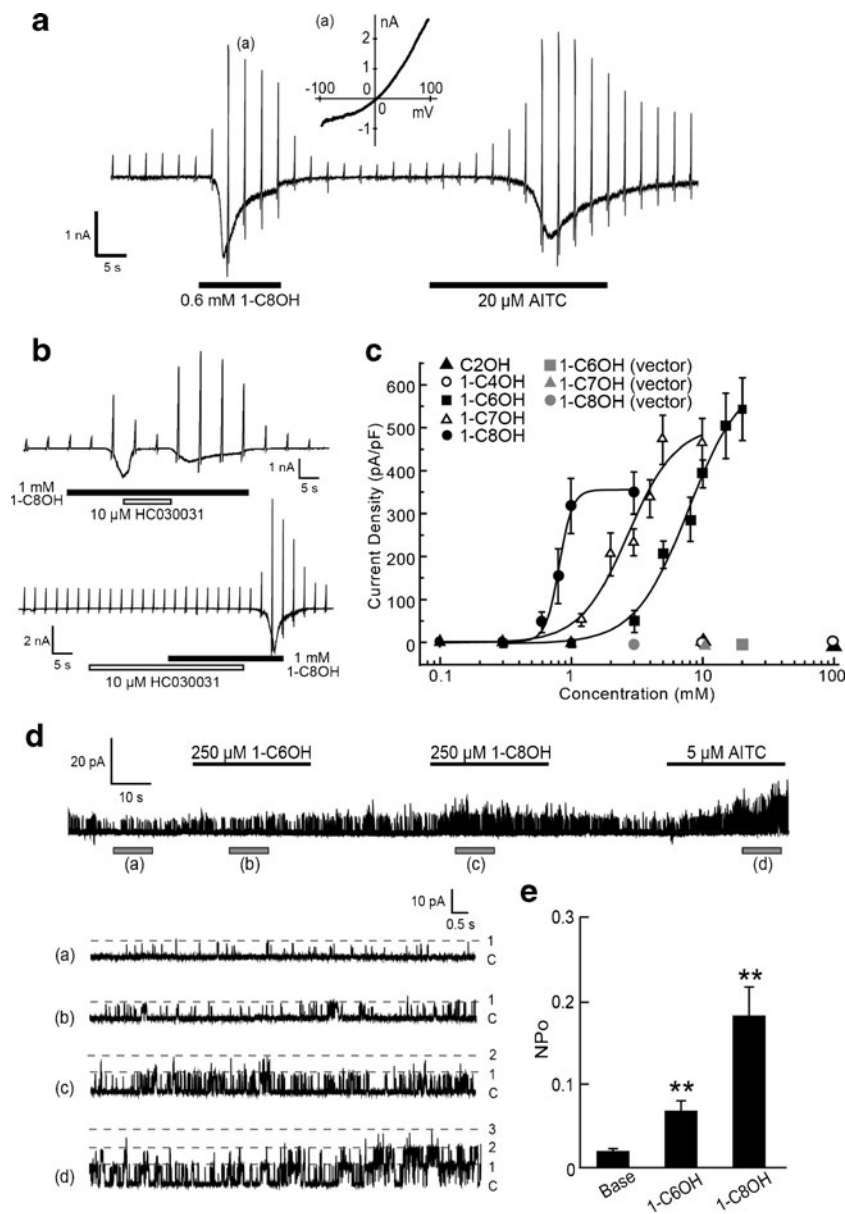 a
(a)
(a)
nA
2
1
-100
0
100
0
mV
-1
1 nA
5 s
0.6 mM 1-C8OH
20 µM AITC
b
1 nA
5 s
1 mM
1-C8OH
10 µM HC030031
2 nA
5 s
1 mM
1-C8OH
10 µM HC030031
c
C2OH
1-C4OH
1-C6OH
1-C7OH
1-C8OH
1-C6OH (vector)
1-C7OH (vector)
1-C8OH (vector)
Current Density (pA/pF)
600
500
400
300
200
100
0
0.1
1
10
100
Concentration (mM)
d
20 pA
10 s
250 µM 1-C6OH
250 µM 1-C8OH
5 µM AITC
(a)
(b)
(c)
(d)
10 pA
0.5 s
(a)
1
C
(b)
1
C
(c)
2
1
C
(d)
3
2
1
C
e
NPo
0.3
0.2
0.1
0
**
**
Base
1-C6OH
1-C8OH